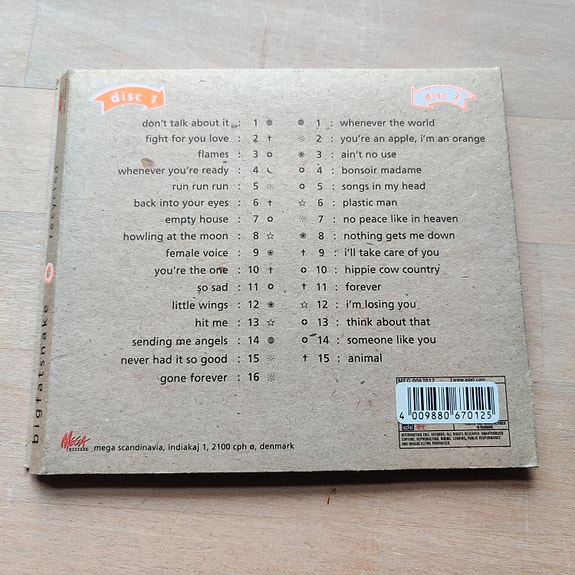 disc 1
don't talk about it : 1
fight for you love : 2
flames : 3
whenever you're ready : 4
run run run : 5
back into your eyes : 6
empty house : 7
howling at the moon : 8
female voice : 9
you're the one : 10
so sad : 11
little wings : 12
hit me : 13
sending me angels : 14
never had it so good : 15
gone forever : 16
disc 2
1 : whenever the world
2 : you're an apple, i'm an orange
3 : ain't no use
4 : bonsoir madame
5 : songs in my head
6 : plastic man
7 : no peace like in heaven
8 : nothing gets me down
9 : i'll take care of you
10 : hippie cow country
11 : forever
12 : i'm losing you
13 : think about that
14 : someone like you
15 : animal
bigfatsnake recycled
MEGA RECORDS
mega scandinavia, indiakaj 1, 2100 cph ø, denmark
www.edel.com
4 009880 670125
edel